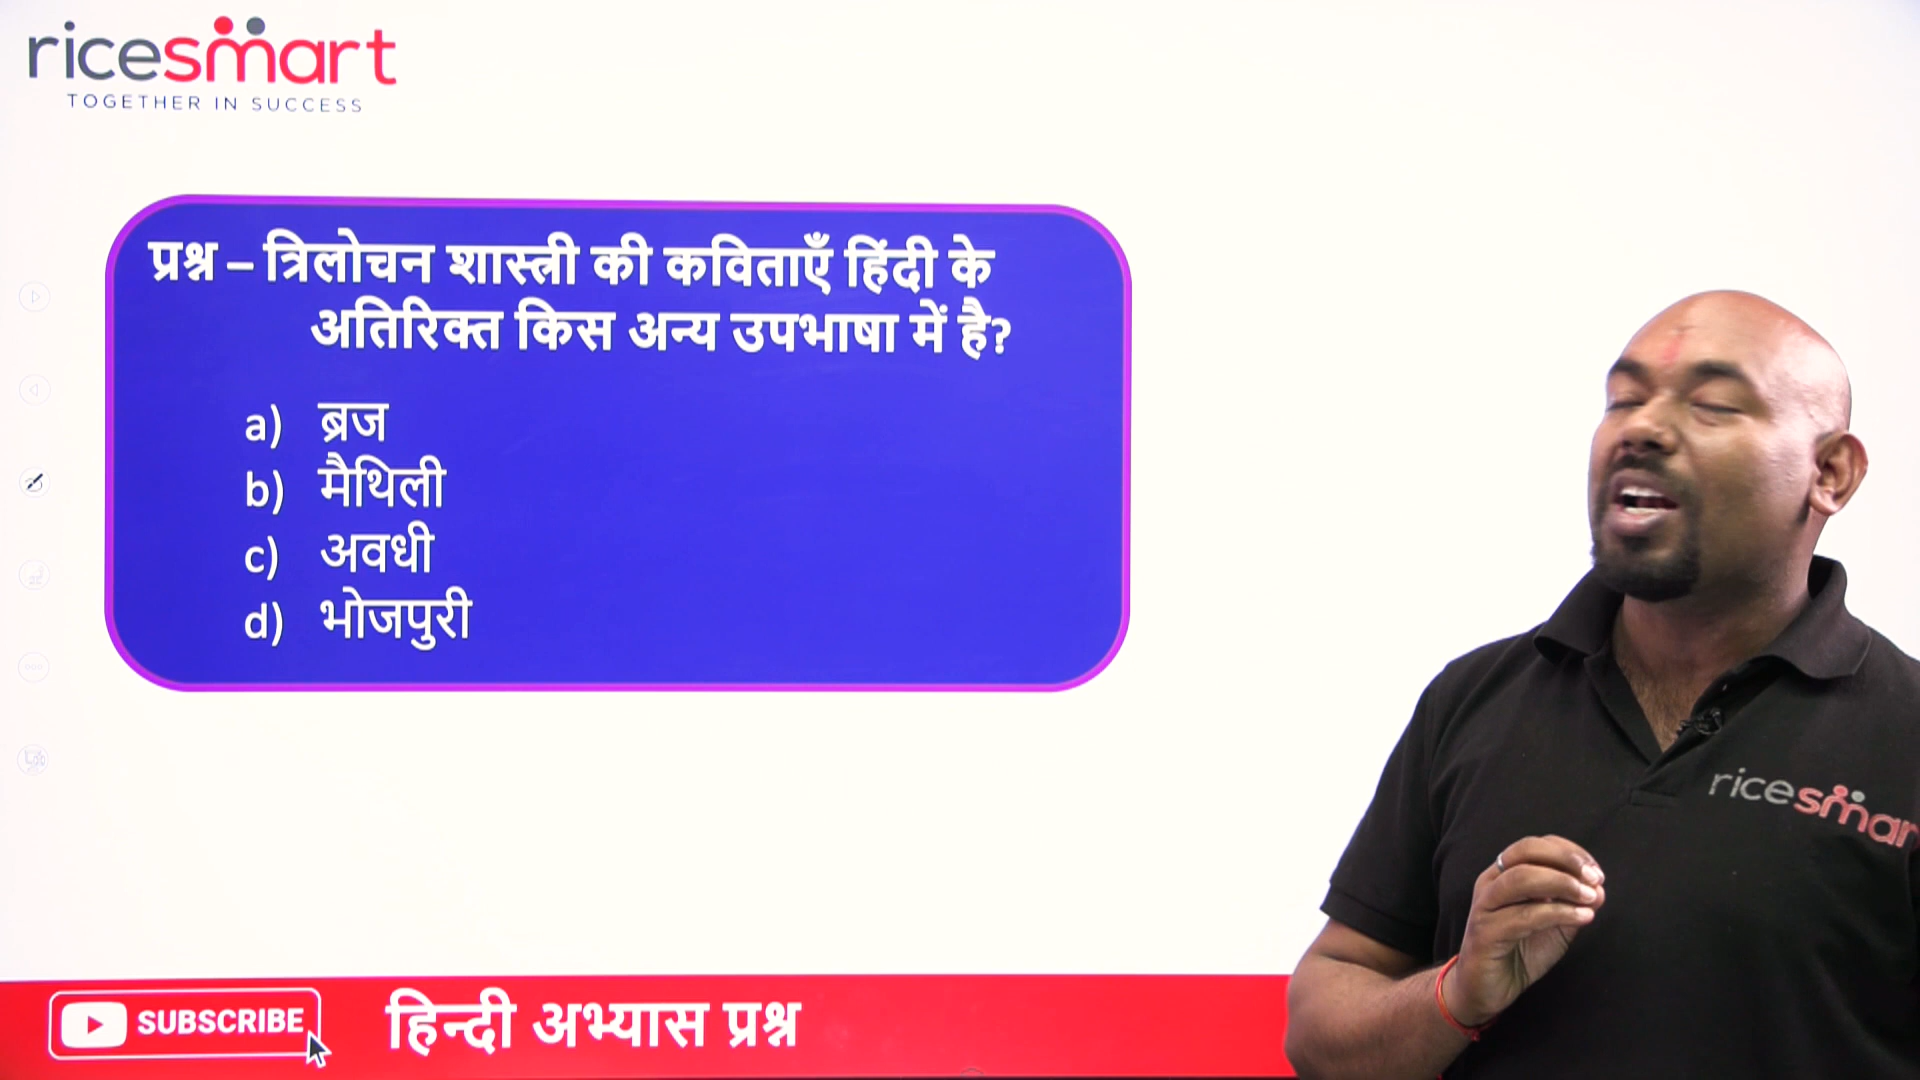 ricesmart
TOGETHER IN SUCCESS
प्रश्न – त्रिलोचन शास्त्री की कविताएँ हिंदी के
अतिरिक्त किस अन्य उपभाषा में है?
a) ब्रज
b) मैथिली
c) अवधी
d) भोजपुरी
ricesmar
SUBSCRIBE
हिन्दी अभ्यास प्रश्न